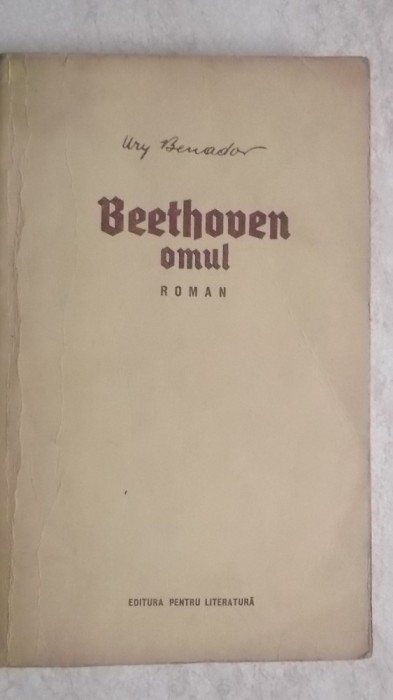 Ury Benador
Beethoven
omul
ROMAN
EDITURA PENTRU LITERATURĂ